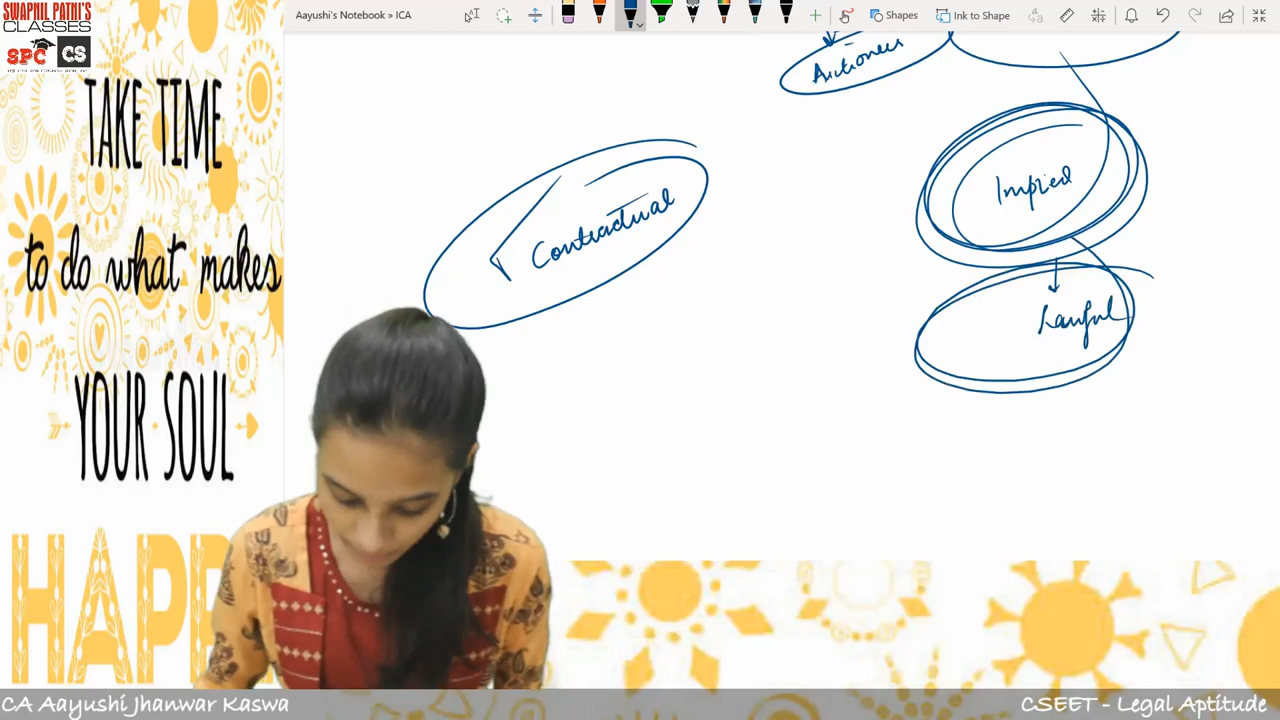 SWAPNIL PATNI'S
CLASSES
SPC CS
TAKE TIME
to do what makes
YOUR SOUL
HAPP
Aayushi's Notebook » ICA
Shapes
Ink to Shape
Auctioneer
Contractual
Implied
CA Aayushi Jhanwar Kaswa
CSEET - Legal Aptitude